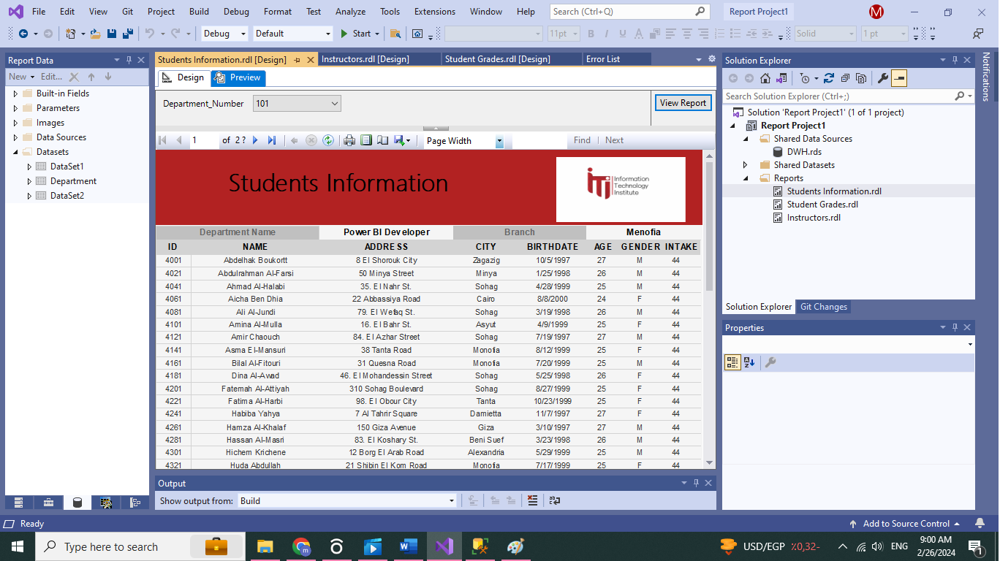 File Edit View Git Project Build Debug Format Test Analyze Tools Extensions Window Help Search (Ctrl+Q) Report Project1 M
Debug Default Start 11pt B I U A Solid 1 pt
Report Data
New Edit...
Built-in Fields
Parameters
Images
Data Sources
Datasets
DataSet1
Department
DataSet2
Students Information.rdl [Design] Instructors.rdl [Design] Student Grades.rdl [Design] Error List
Design Preview
Department_Number 101 View Report
1 of 2 ? Page Width Find | Next
Students Information
iTi Information
Technology
Institute
Department Name Power BI Developer Branch Menofia
ID NAME ADDRESS CITY BIRTHDATE AGE GENDER INTAKE
4001 Abdelhak Boukortt 8 El Shorouk City Zagazig 10/5/1997 27 M 44
4021 Abdulrahman Al-Farsi 50 Minya Street Minya 1/25/1998 26 M 44
4041 Ahmad Al-Halabi 35. El Nahr St. Sohag 4/28/1999 25 M 44
4061 Aicha Ben Dhia 22 Abbassiya Road Cairo 8/8/2000 24 F 44
4081 Ali Al-Jundi 79. El Wefaq St. Sohag 3/19/1998 26 M 44
4101 Amina Al-Mulla 16. El Bahr St. Asyut 4/9/1999 25 F 44
4121 Amir Chaouch 84. El Azhar Street Sohag 7/19/1997 27 M 44
4141 Asma El-Mansuri 38 Tanta Road Monofia 8/12/1999 25 F 44
4161 Bilal Al-Fitouri 31 Quesna Road Monofia 7/20/1999 25 M 44
4181 Dina Al-Awad 46. El Mohandessin Street Sohag 5/25/1998 26 F 44
4201 Fatemah Al-Attiyah 310 Sohag Boulevard Sohag 8/27/1999 25 F 44
4221 Fatima Al-Harbi 98. El Obour City Tanta 10/23/1999 25 F 44
4241 Habiba Yahya 7 Al Tahrir Square Damietta 11/7/1997 27 F 44
4261 Hamza Al-Khalaf 150 Giza Avenue Giza 3/10/1997 27 M 44
4281 Hassan Al-Masri 83. El Koshary St. Beni Suef 3/23/1998 26 M 44
4301 Hichem Krichene 12 Borg El Arab Road Alexandria 5/29/1999 25 M 44
4321 Huda Abdullah 21 Shibin El Kom Road Monofia 7/17/1999 25 F 44
Output
Show output from: Build
Solution Explorer
Search Solution Explorer (Ctrl+;)
Solution 'Report Project1' (1 of 1 project)
Report Project1
Shared Data Sources
DWH.rds
Shared Datasets
Reports
Students Information.rdl
Student Grades.rdl
Instructors.rdl
Solution Explorer Git Changes
Properties
Notifications
Ready Add to Source Control
Type here to search USD/EGP ٪0,32- ENG 9:00 AM
2/26/2024 1